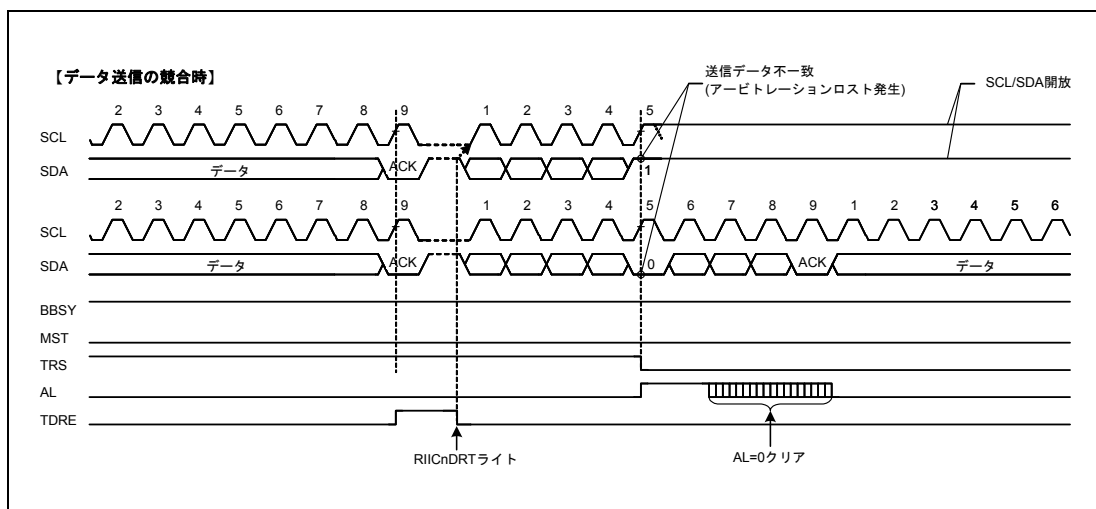 【データ送信の競合時】
送信データ不一致
(アービトレーションロスト発生)
SCL/SDA開放
2 3 4 5 6 7 8 9 1 2 3 4 5
SCL
SDA データ ACK 1
2 3 4 5 6 7 8 9 1 2 3 4 5 6 7 8 9 1 2 3 4 5 6
SCL
SDA データ ACK 0 ACK データ
BBSY
MST
TRS
AL
TDRE
RIICnDRTライト
AL=0クリア